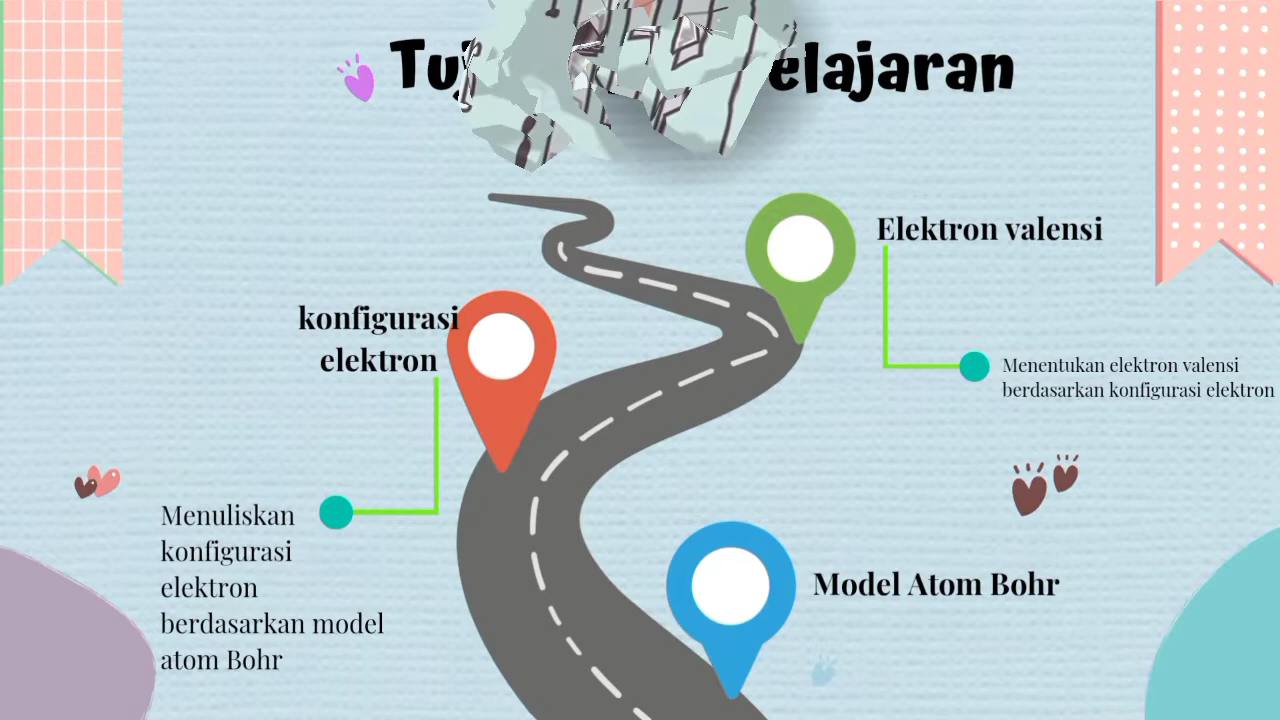 elajaran
Elektron valensi
Menentukan elektron valensi
berdasarkan konfigurasi elektron
konfigurasi
elektron
Menuliskan
konfigurasi
elektron
berdasarkan model
atom Bohr
Model Atom Bohr